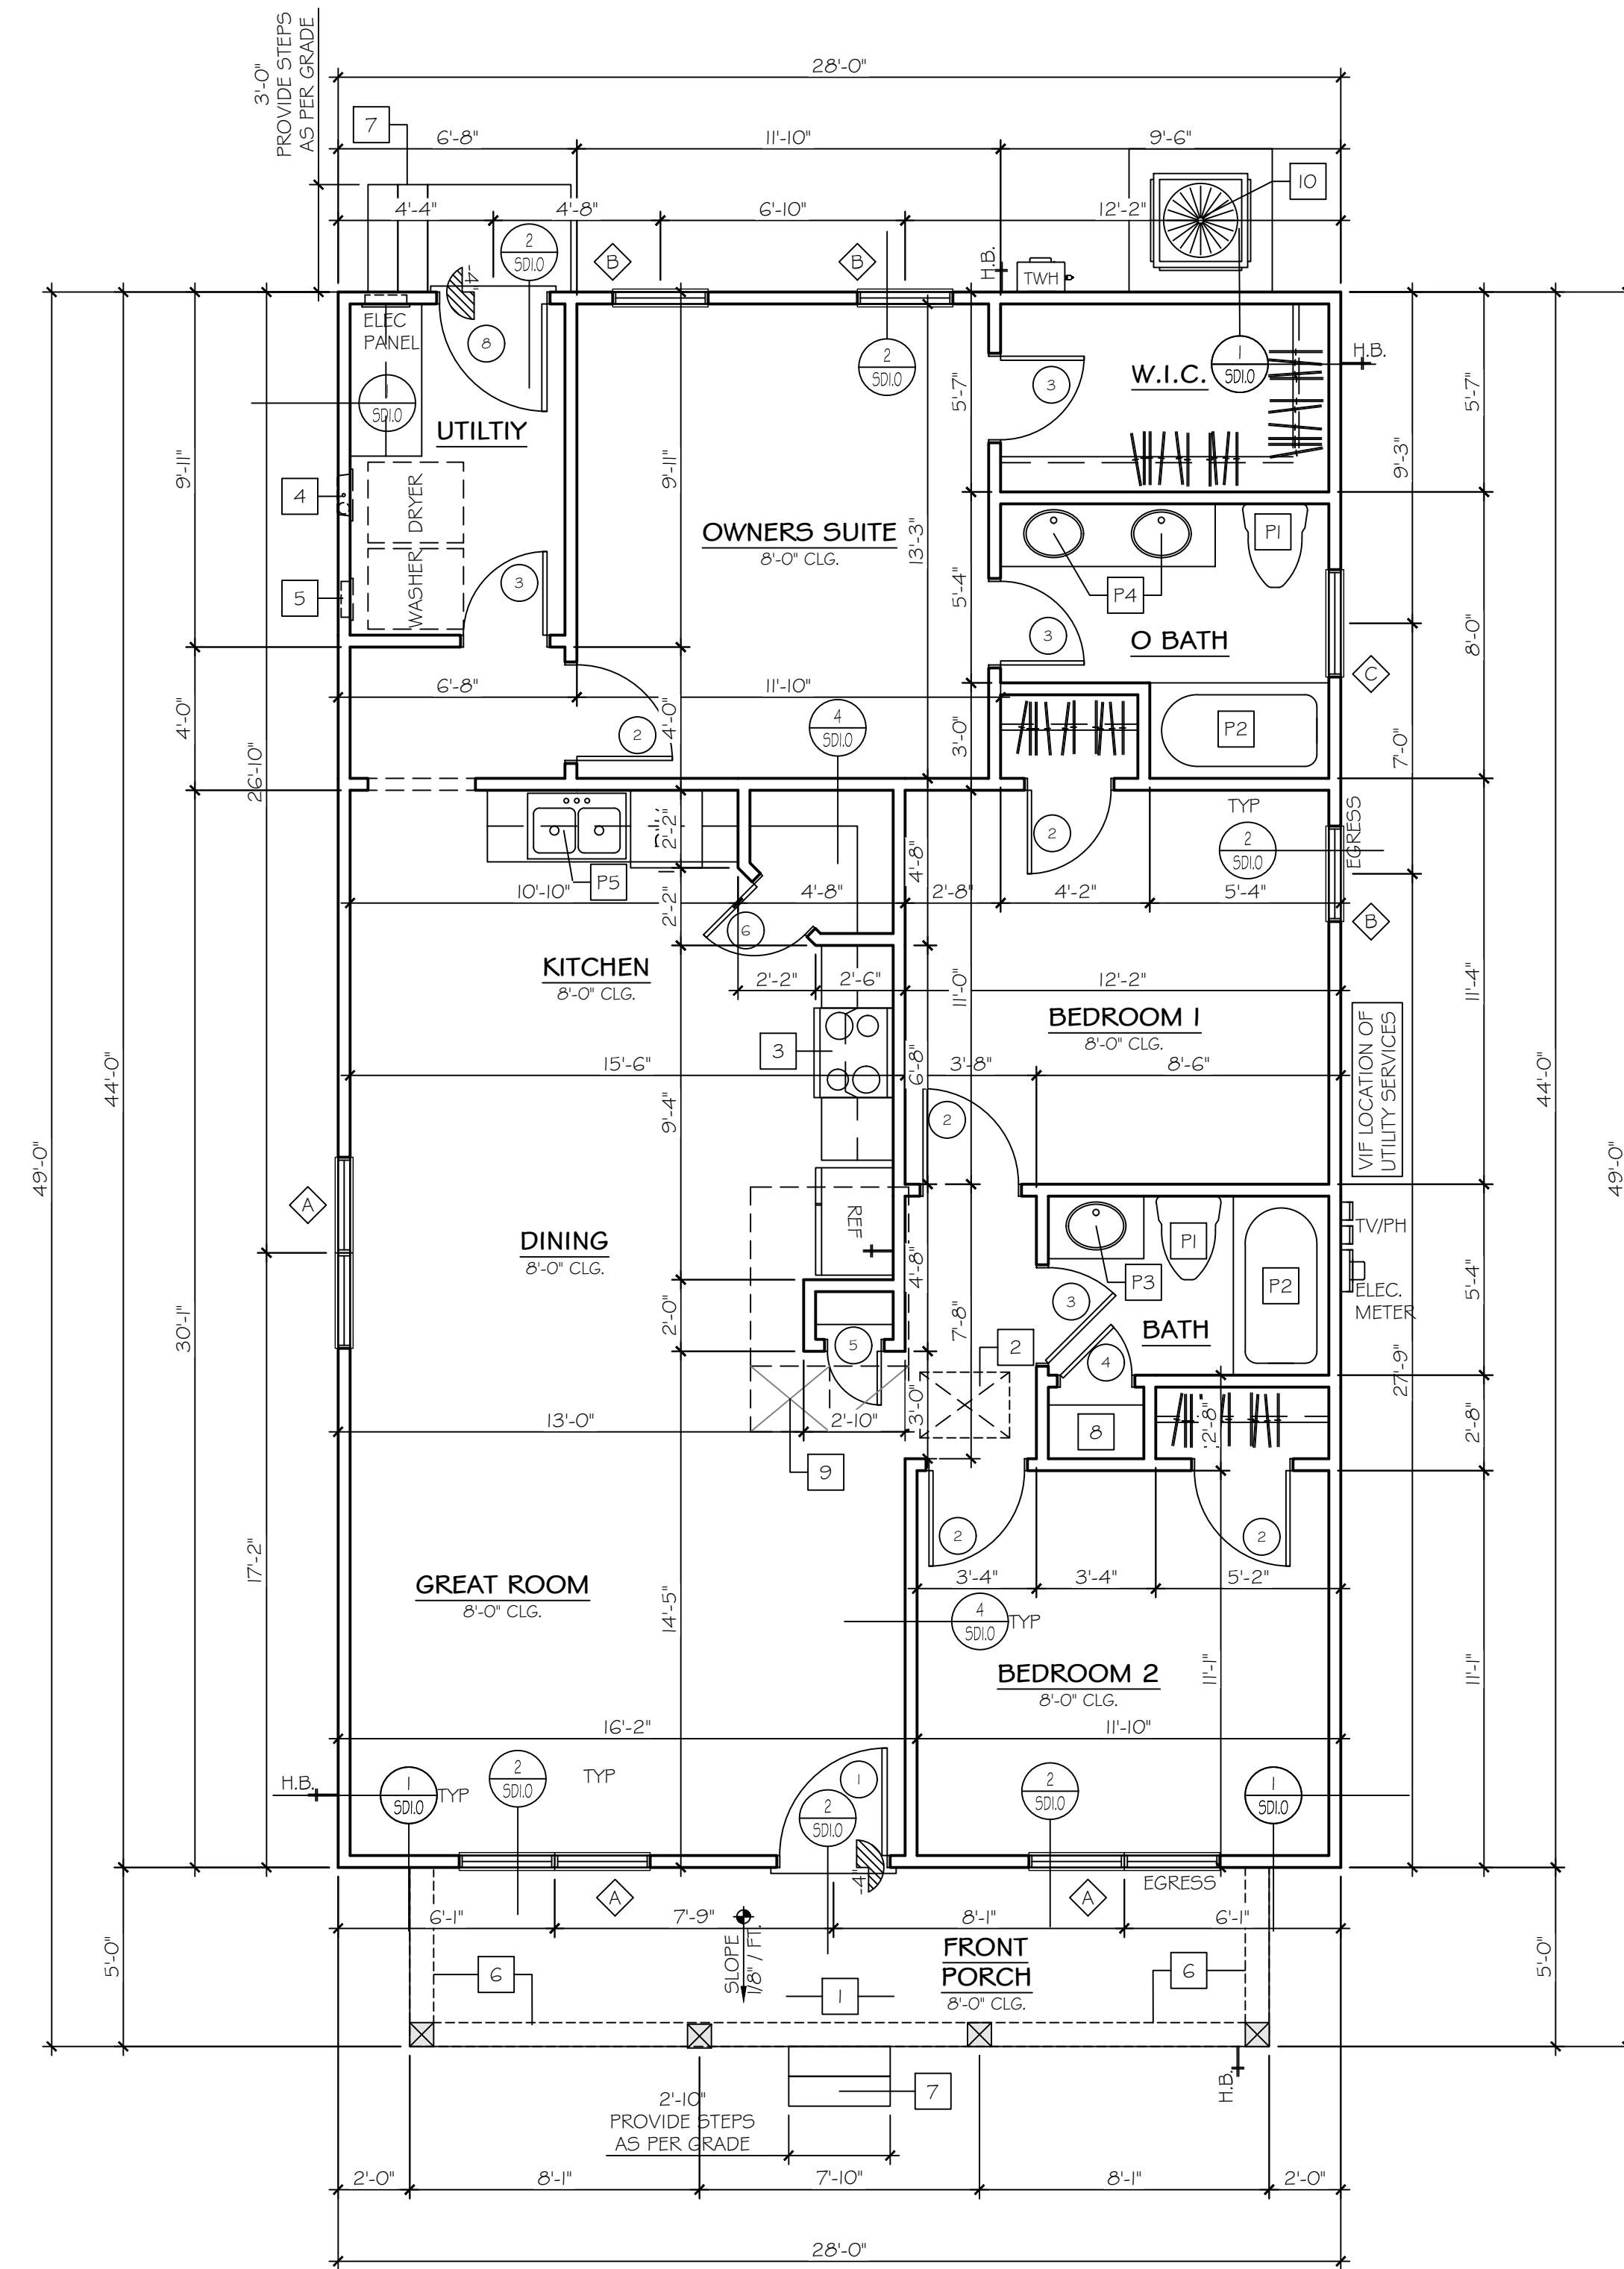 28'-0"
3'-0"
PROVIDE STEPS
AS PER GRADE
7
6'-8"
11'-10"
9'-6"
10
4'-4"
4'-8"
6'-10"
12'-2"
2
SD1.0
B
B
H.B.
TWH
-4"
ELEC
PANEL
8
1
SD1.0
2
SD1.0
3
W.I.C.
1
SD1.0
H.B.
UTILTIY
5'-7"
5'-7"
9'-3"
9'-11"
9'-11"
4
WASHER DRYER
OWNERS SUITE
8'-0" CLG.
13'-3"
P1
5
3
5'-4"
P4
3
O BATH
8'-0"
C
6'-8"
11'-10"
4'-0"
2
4'-0"
4
SD1.0
3'-0"
P2
7'-0"
26'-10"
TYP
2
SD1.0
EGRESS
2
2'-2"
P5
4'-8"
10'-10"
2'-2"
4'-8"
2'-8"
4'-2"
5'-4"
B
6
KITCHEN
8'-0" CLG.
2'-2"
2'-6"
11'-0"
12'-2"
11'-4"
BEDROOM 1
8'-0" CLG.
3
15'-6"
6'-8"
3'-8"
8'-6"
VIF LOCATION OF
UTILITY SERVICES
44'-0"
44'-0"
9'-4"
2
49'-0"
49'-0"
A
REF
P1
TV/PH
DINING
8'-0" CLG.
4'-8"
P3
P2
5'-4"
ELEC.
METER
3
30'-1"
2'-0"
5
7'-8"
2
BATH
4
27'-9"
13'-0"
2'-10"
3'-0"
8
2'-8"
2'-8"
9
17'-2"
2
2
GREAT ROOM
8'-0" CLG.
14'-5"
3'-4"
3'-4"
5'-2"
4
SD1.0
TYP
BEDROOM 2
8'-0" CLG.
11'-1"
11'-1"
16'-2"
11'-10"
H.B.
1
SD1.0
TYP
2
SD1.0
TYP
1
2
SD1.0
2
SD1.0
1
SD1.0
-4"
A
A
EGRESS
6'-1"
7'-9"
8'-1"
6'-1"
5'-0"
5'-0"
6
SLOPE
1/8" / FT.
1
FRONT
PORCH
8'-0" CLG.
6
7
H.B.
2'-10"
PROVIDE STEPS
AS PER GRADE
2'-0"
8'-1"
7'-10"
8'-1"
2'-0"
28'-0"